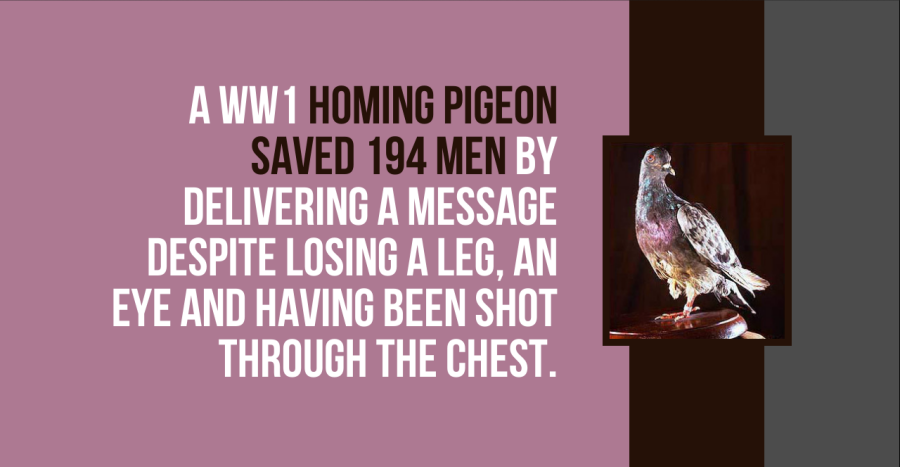 A WW1 HOMING PIGEON
SAVED 194 MEN BY
DELIVERING A MESSAGE
DESPITE LOSING A LEG, AN
EYE AND HAVING BEEN SHOT
THROUGH THE CHEST.